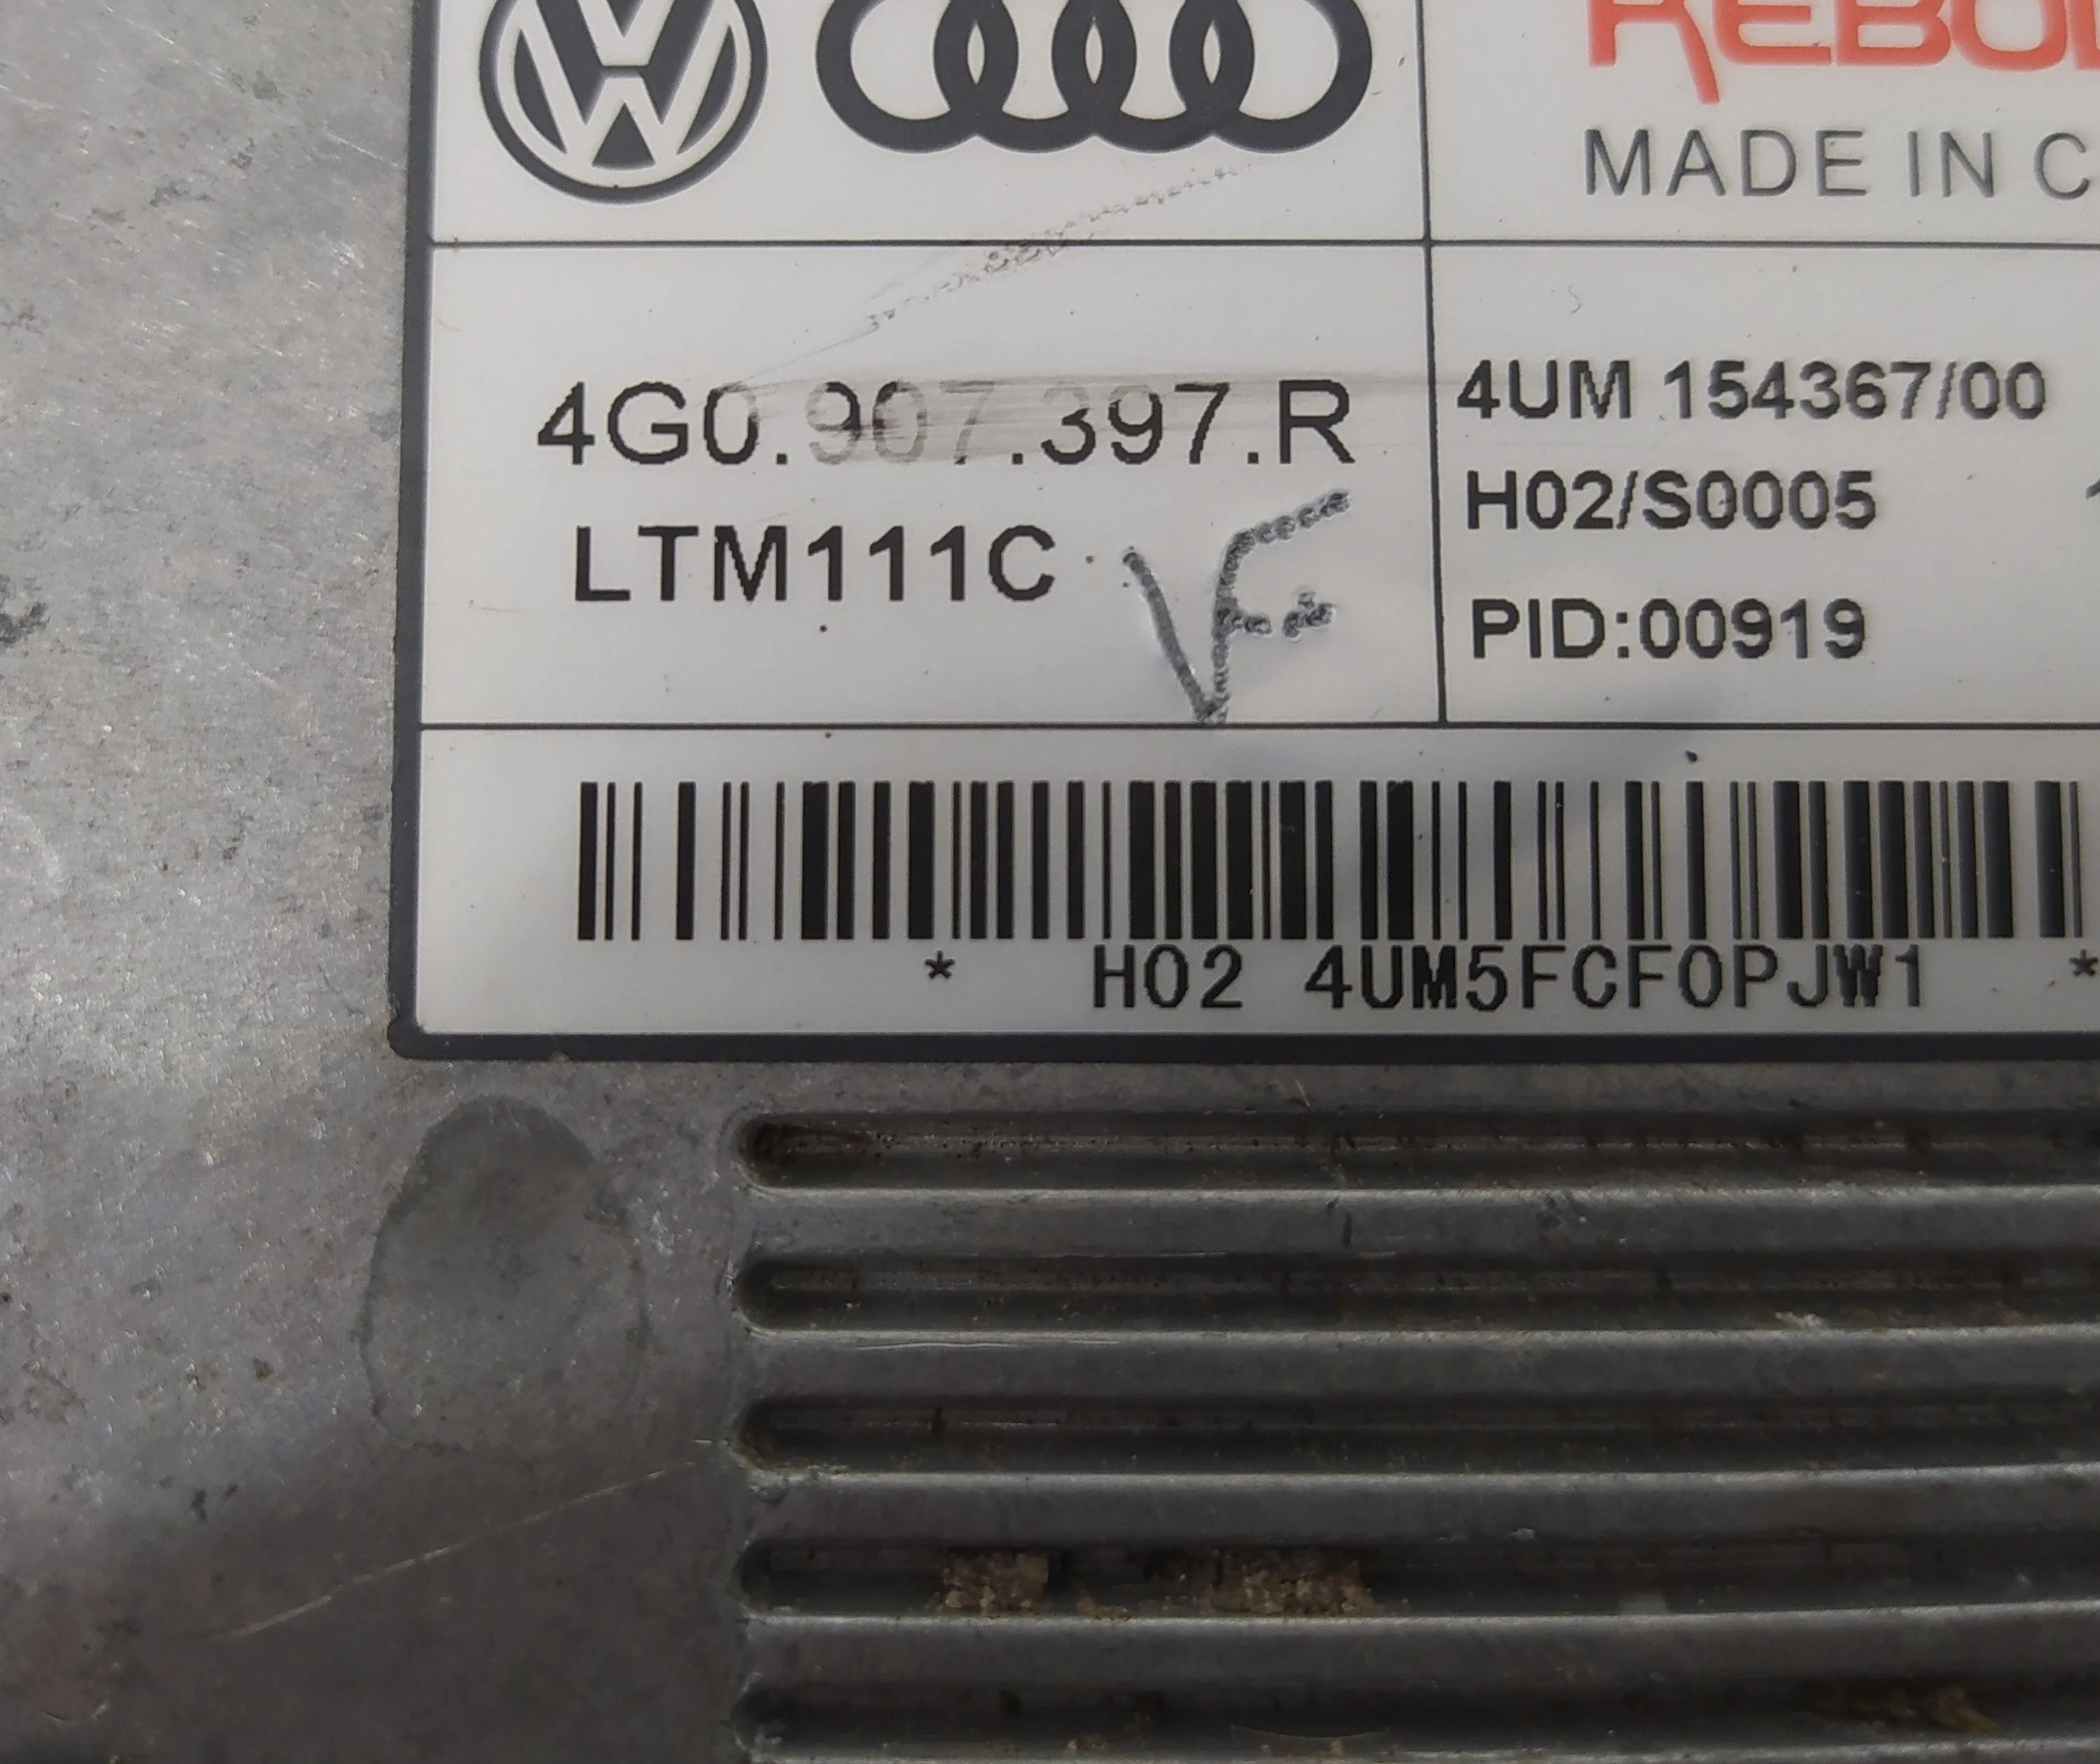 MADE IN C
4G0.907.397.R
LTM111C
4UM 154367/00
H02/S0005
PID:00919
* H02 4UM5FCF0PJW1 *